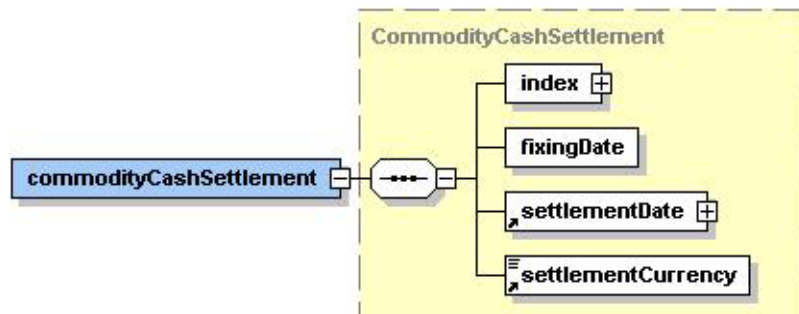 CommodityCashSettlement
index
fixingDate
commodityCashSettlement
settlementDate
settlementCurrency